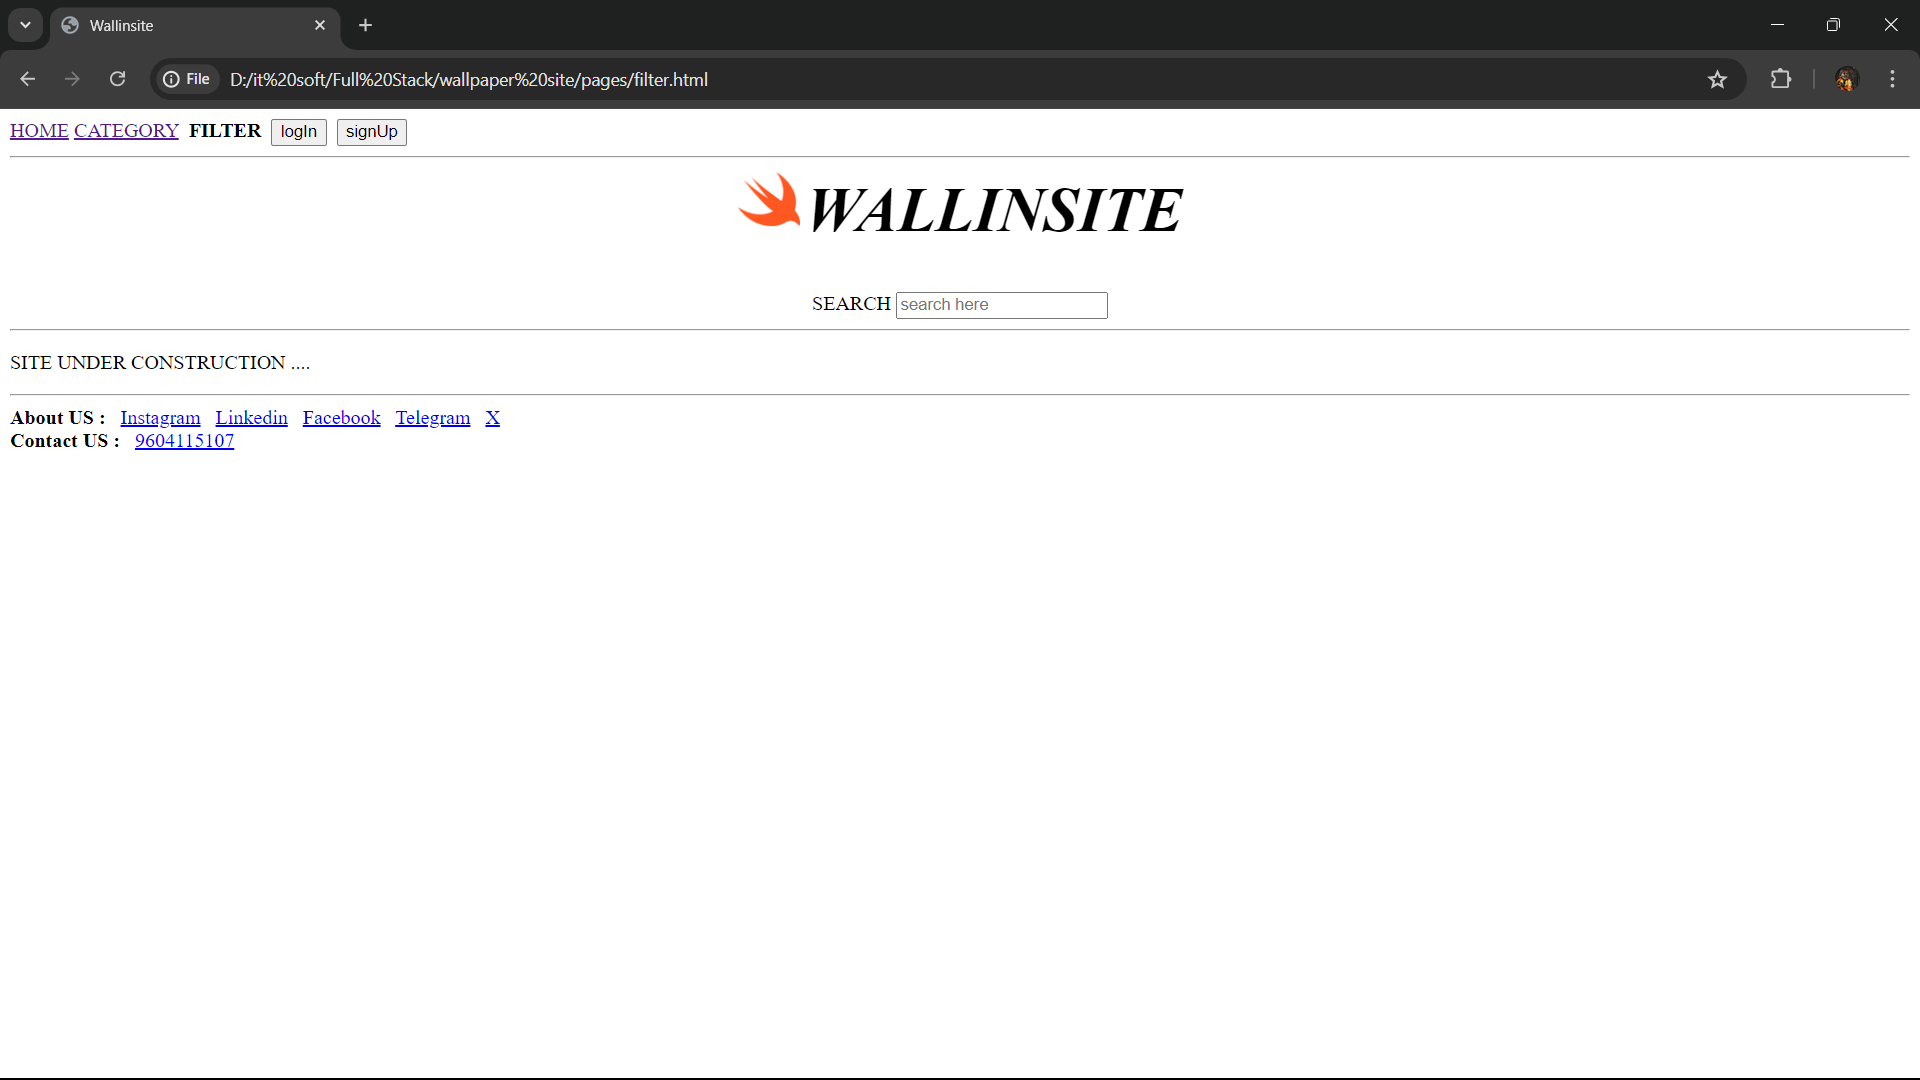 Wallinsite
File D:/it%20soft/Full%20Stack/wallpaper%20site/pages/filter.html
HOME CATEGORY FILTER logIn signUp
WALLINSITE
SEARCH search here
SITE UNDER CONSTRUCTION ....
About US : Instagram Linkedin Facebook Telegram X
Contact US : 9604115107